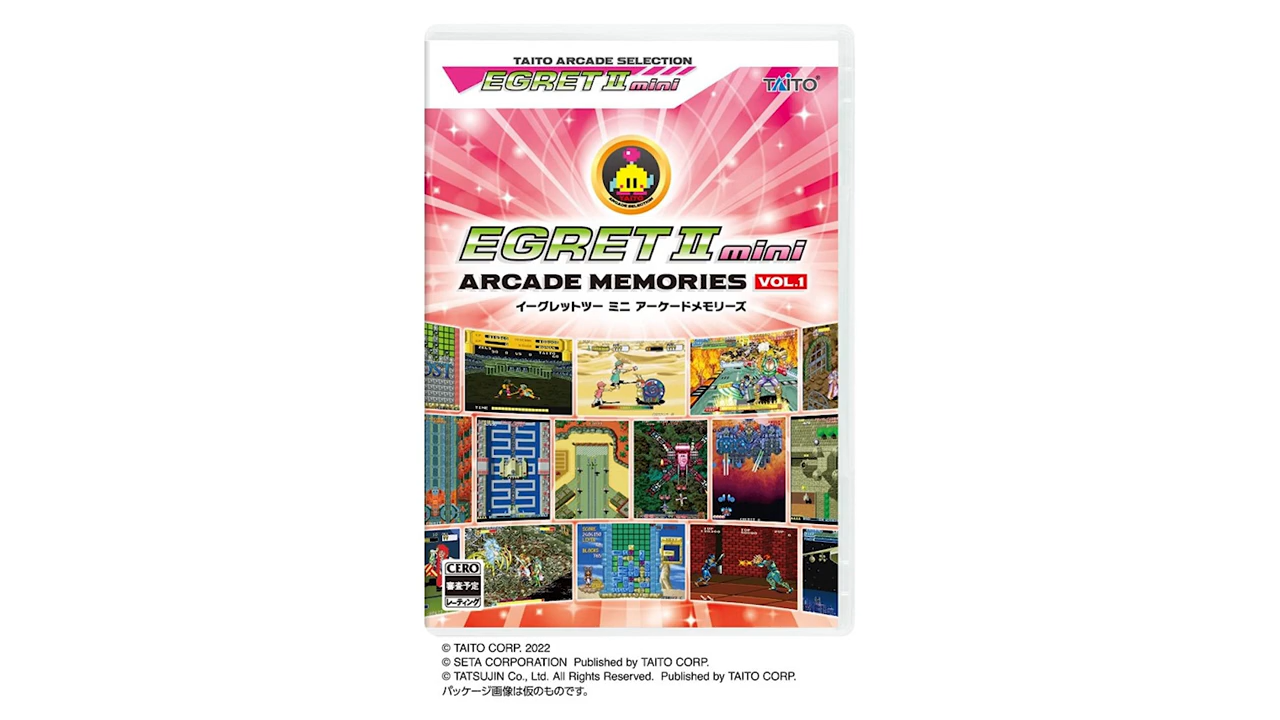 TAITO ARCADE SELECTION
EGRET II mini
TAITO®
TAITO
ARCADE SELECTION
EGRET II mini
ARCADE MEMORIES VOL.1
イーグレットツー ミニ アーケードメモリーズ
TIME
CERO
審査予定
レーティング
© TAITO CORP. 2022
© SETA CORPORATION Published by TAITO CORP.
© TATSUJIN Co., Ltd. All Rights Reserved. Published by TAITO CORP.
パッケージ画像は仮のものです。